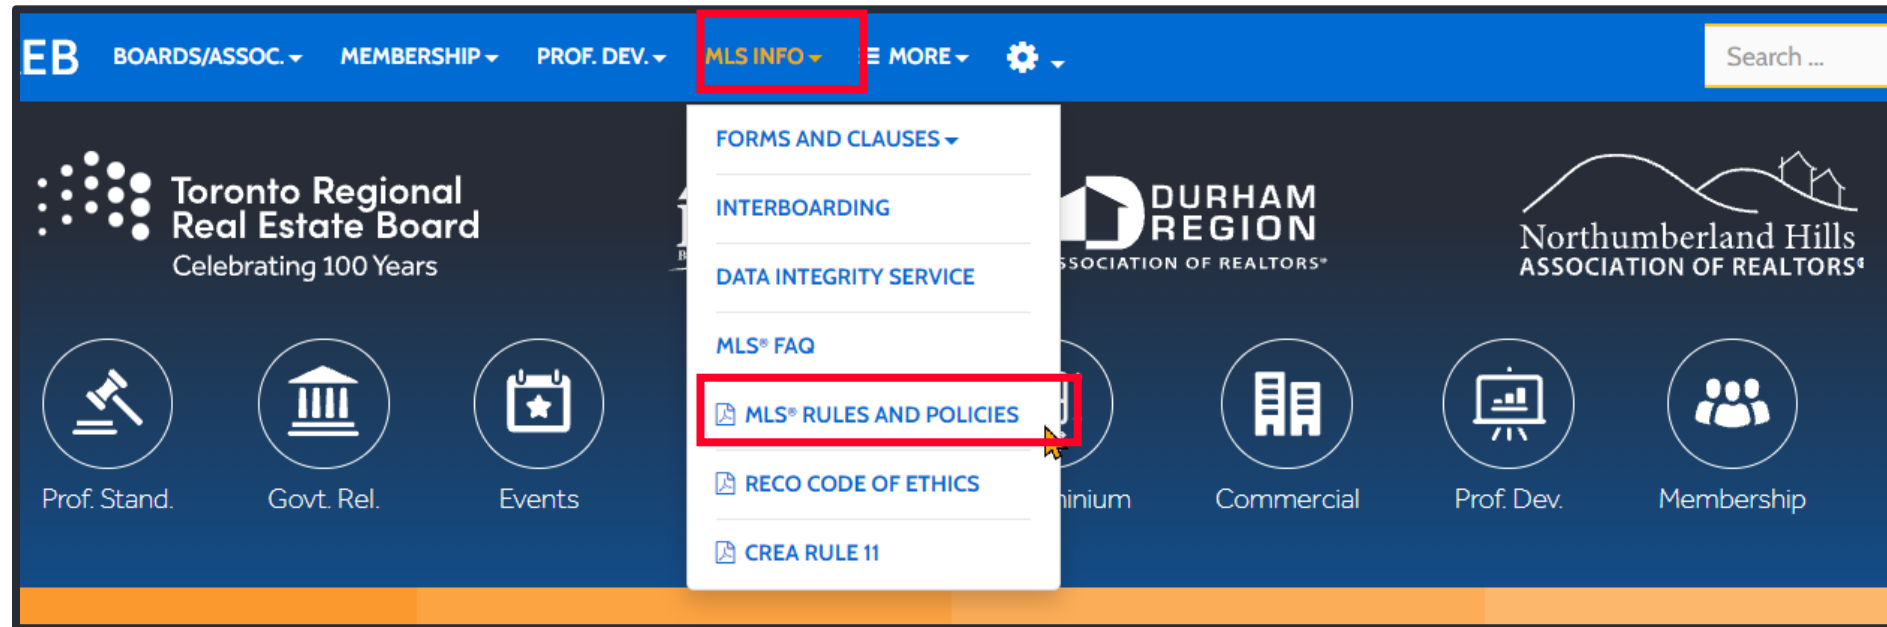 EB BOARDS/ASSOC. MEMBERSHIP PROF. DEV. MLS INFO MORE Search ...
FORMS AND CLAUSES
INTERBOARDING
DATA INTEGRITY SERVICE
MLS® FAQ
MLS® RULES AND POLICIES
RECO CODE OF ETHICS
CREA RULE 11
Toronto Regional
Real Estate Board
Celebrating 100 Years
DURHAM
REGION
SSOCIATION OF REALTORS®
Northumberland Hills
ASSOCIATION OF REALTORS®
Prof. Stand. Govt. Rel. Events inium Commercial Prof. Dev. Membership